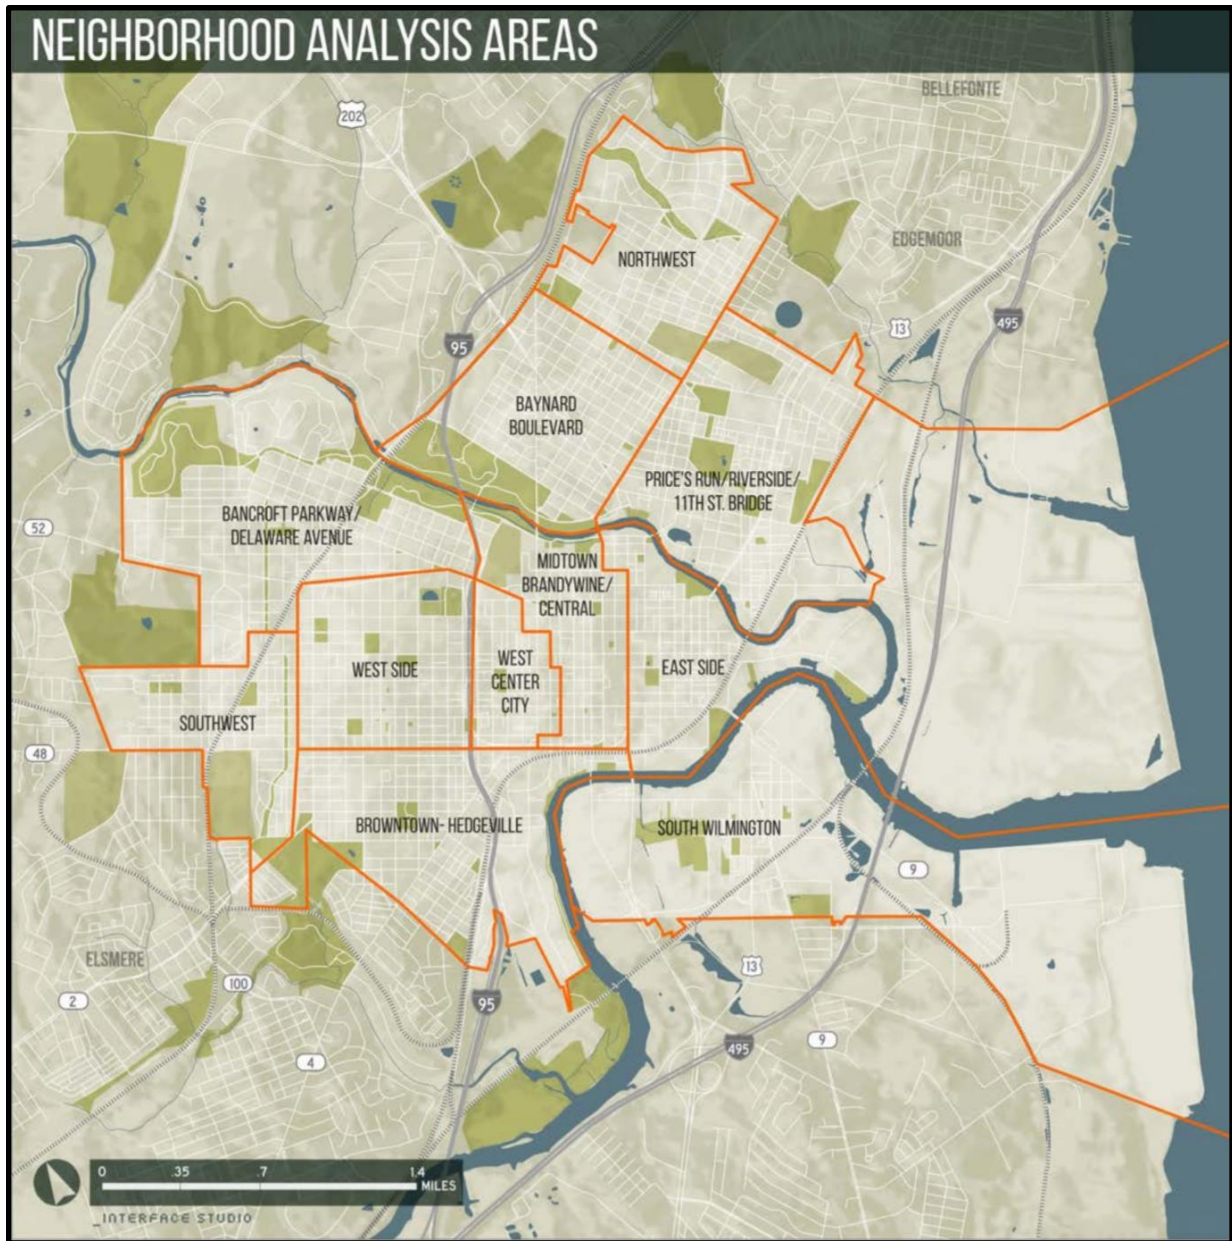 NEIGHBORHOOD ANALYSIS AREAS
BELLEFONTE
202
EDGEMOOR
NORTHWEST
13
495
95
BAYNARD
BOULEVARD
PRICE'S RUN/RIVERSIDE/
11TH ST. BRIDGE
BANCROFT PARKWAY/
DELAWARE AVENUE
52
MIDTOWN
BRANDYWINE/
CENTRAL
WEST SIDE
WEST
CENTER
CITY
EAST SIDE
SOUTHWEST
48
BROWNTOWN- HEDGEVILLE
SOUTH WILMINGTON
9
ELSMERE
13
100
2
95
495
9
4
0 .35 .7 1.4
MILES
_INTERFACE STUDIO